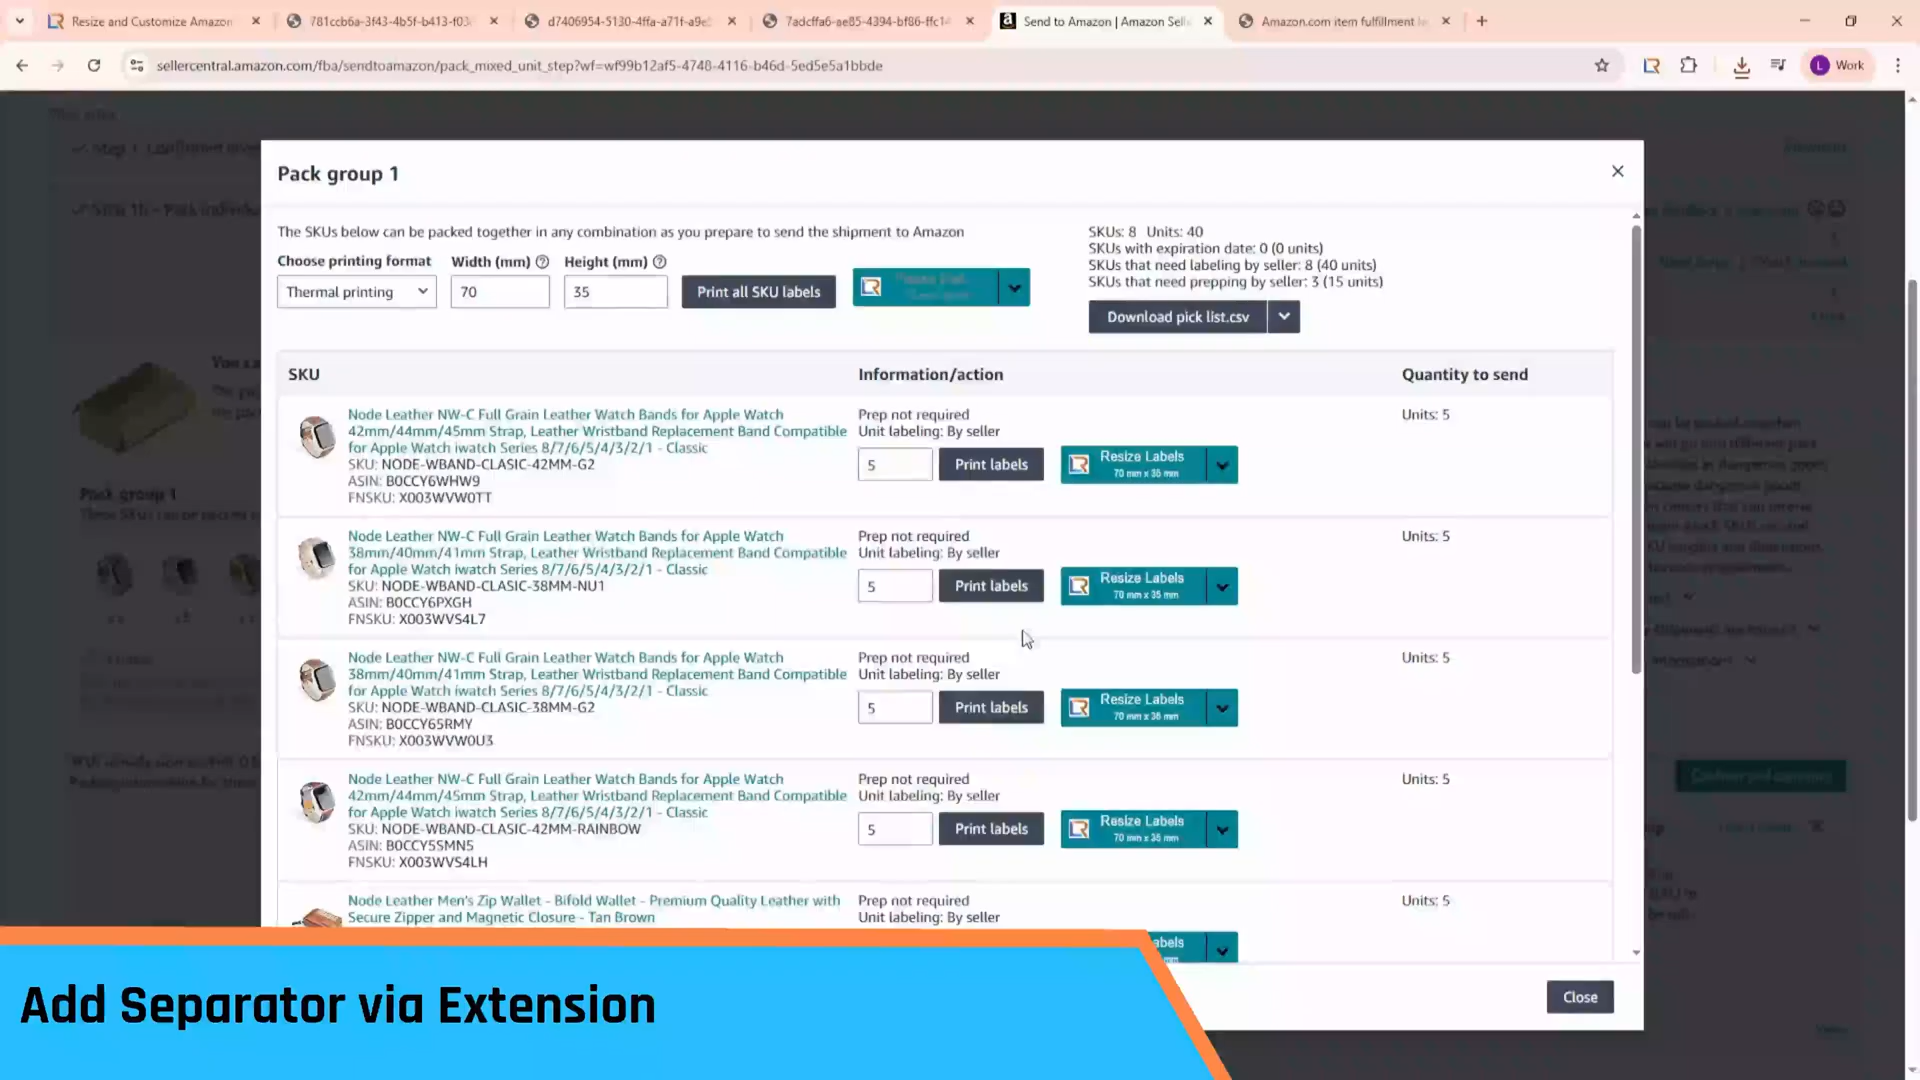 Resize and Customize Amazon
781ccb6a-3f43-4b5f-b413-f03
d7406954-5130-4ffa-a71f-a9e
7adcffa6-ae85-4394-bf86-ffc1
Send to Amazon | Amazon Sell
Amazon.com item fulfillment l
sellercentral.amazon.com/fba/sendtoamazon/pack_mixed_unit_step?wf=wf99b12af5-4748-4116-b46d-5ed5e5a1bbde
L Work
Pack group 1
The SKUs below can be packed together in any combination as you prepare to send the shipment to Amazon
Choose printing format Width (mm) Height (mm)
Thermal printing 70 35 Print all SKU labels
SKUs: 8 Units: 40
SKUs with expiration date: 0 (0 units)
SKUs that need labeling by seller: 8 (40 units)
SKUs that need prepping by seller: 3 (15 units)
Download pick list.csv
SKU Information/action Quantity to send
Node Leather NW-C Full Grain Leather Watch Bands for Apple Watch
42mm/44mm/45mm Strap, Leather Wristband Replacement Band Compatible
for Apple Watch iwatch Series 8/7/6/5/4/3/2/1 - Classic
SKU: NODE-WBAND-CLASIC-42MM-G2
ASIN: B0CCY6WHW9
FNSKU: X003WVW0TT
Prep not required
Unit labeling: By seller
5 Print labels Resize Labels
70 mm x 35 mm
Units: 5
Node Leather NW-C Full Grain Leather Watch Bands for Apple Watch
38mm/40mm/41mm Strap, Leather Wristband Replacement Band Compatible
for Apple Watch iwatch Series 8/7/6/5/4/3/2/1 - Classic
SKU: NODE-WBAND-CLASIC-38MM-NU1
ASIN: B0CCY6PXGH
FNSKU: X003WVS4L7
Prep not required
Unit labeling: By seller
5 Print labels Resize Labels
70 mm x 35 mm
Units: 5
Node Leather NW-C Full Grain Leather Watch Bands for Apple Watch
38mm/40mm/41mm Strap, Leather Wristband Replacement Band Compatible
for Apple Watch iwatch Series 8/7/6/5/4/3/2/1 - Classic
SKU: NODE-WBAND-CLASIC-38MM-G2
ASIN: B0CCY65RMY
FNSKU: X003WVW0U3
Prep not required
Unit labeling: By seller
5 Print labels Resize Labels
70 mm x 35 mm
Units: 5
Node Leather NW-C Full Grain Leather Watch Bands for Apple Watch
42mm/44mm/45mm Strap, Leather Wristband Replacement Band Compatible
for Apple Watch iwatch Series 8/7/6/5/4/3/2/1 - Classic
SKU: NODE-WBAND-CLASIC-42MM-RAINBOW
ASIN: B0CCY5SMN5
FNSKU: X003WVS4LH
Prep not required
Unit labeling: By seller
5 Print labels Resize Labels
70 mm x 35 mm
Units: 5
Node Leather Men's Zip Wallet - Bifold Wallet - Premium Quality Leather with
Secure Zipper and Magnetic Closure - Tan Brown
Prep not required
Unit labeling: By seller
abels
Units: 5
Close
Pack group 1
Add Separator via Extension